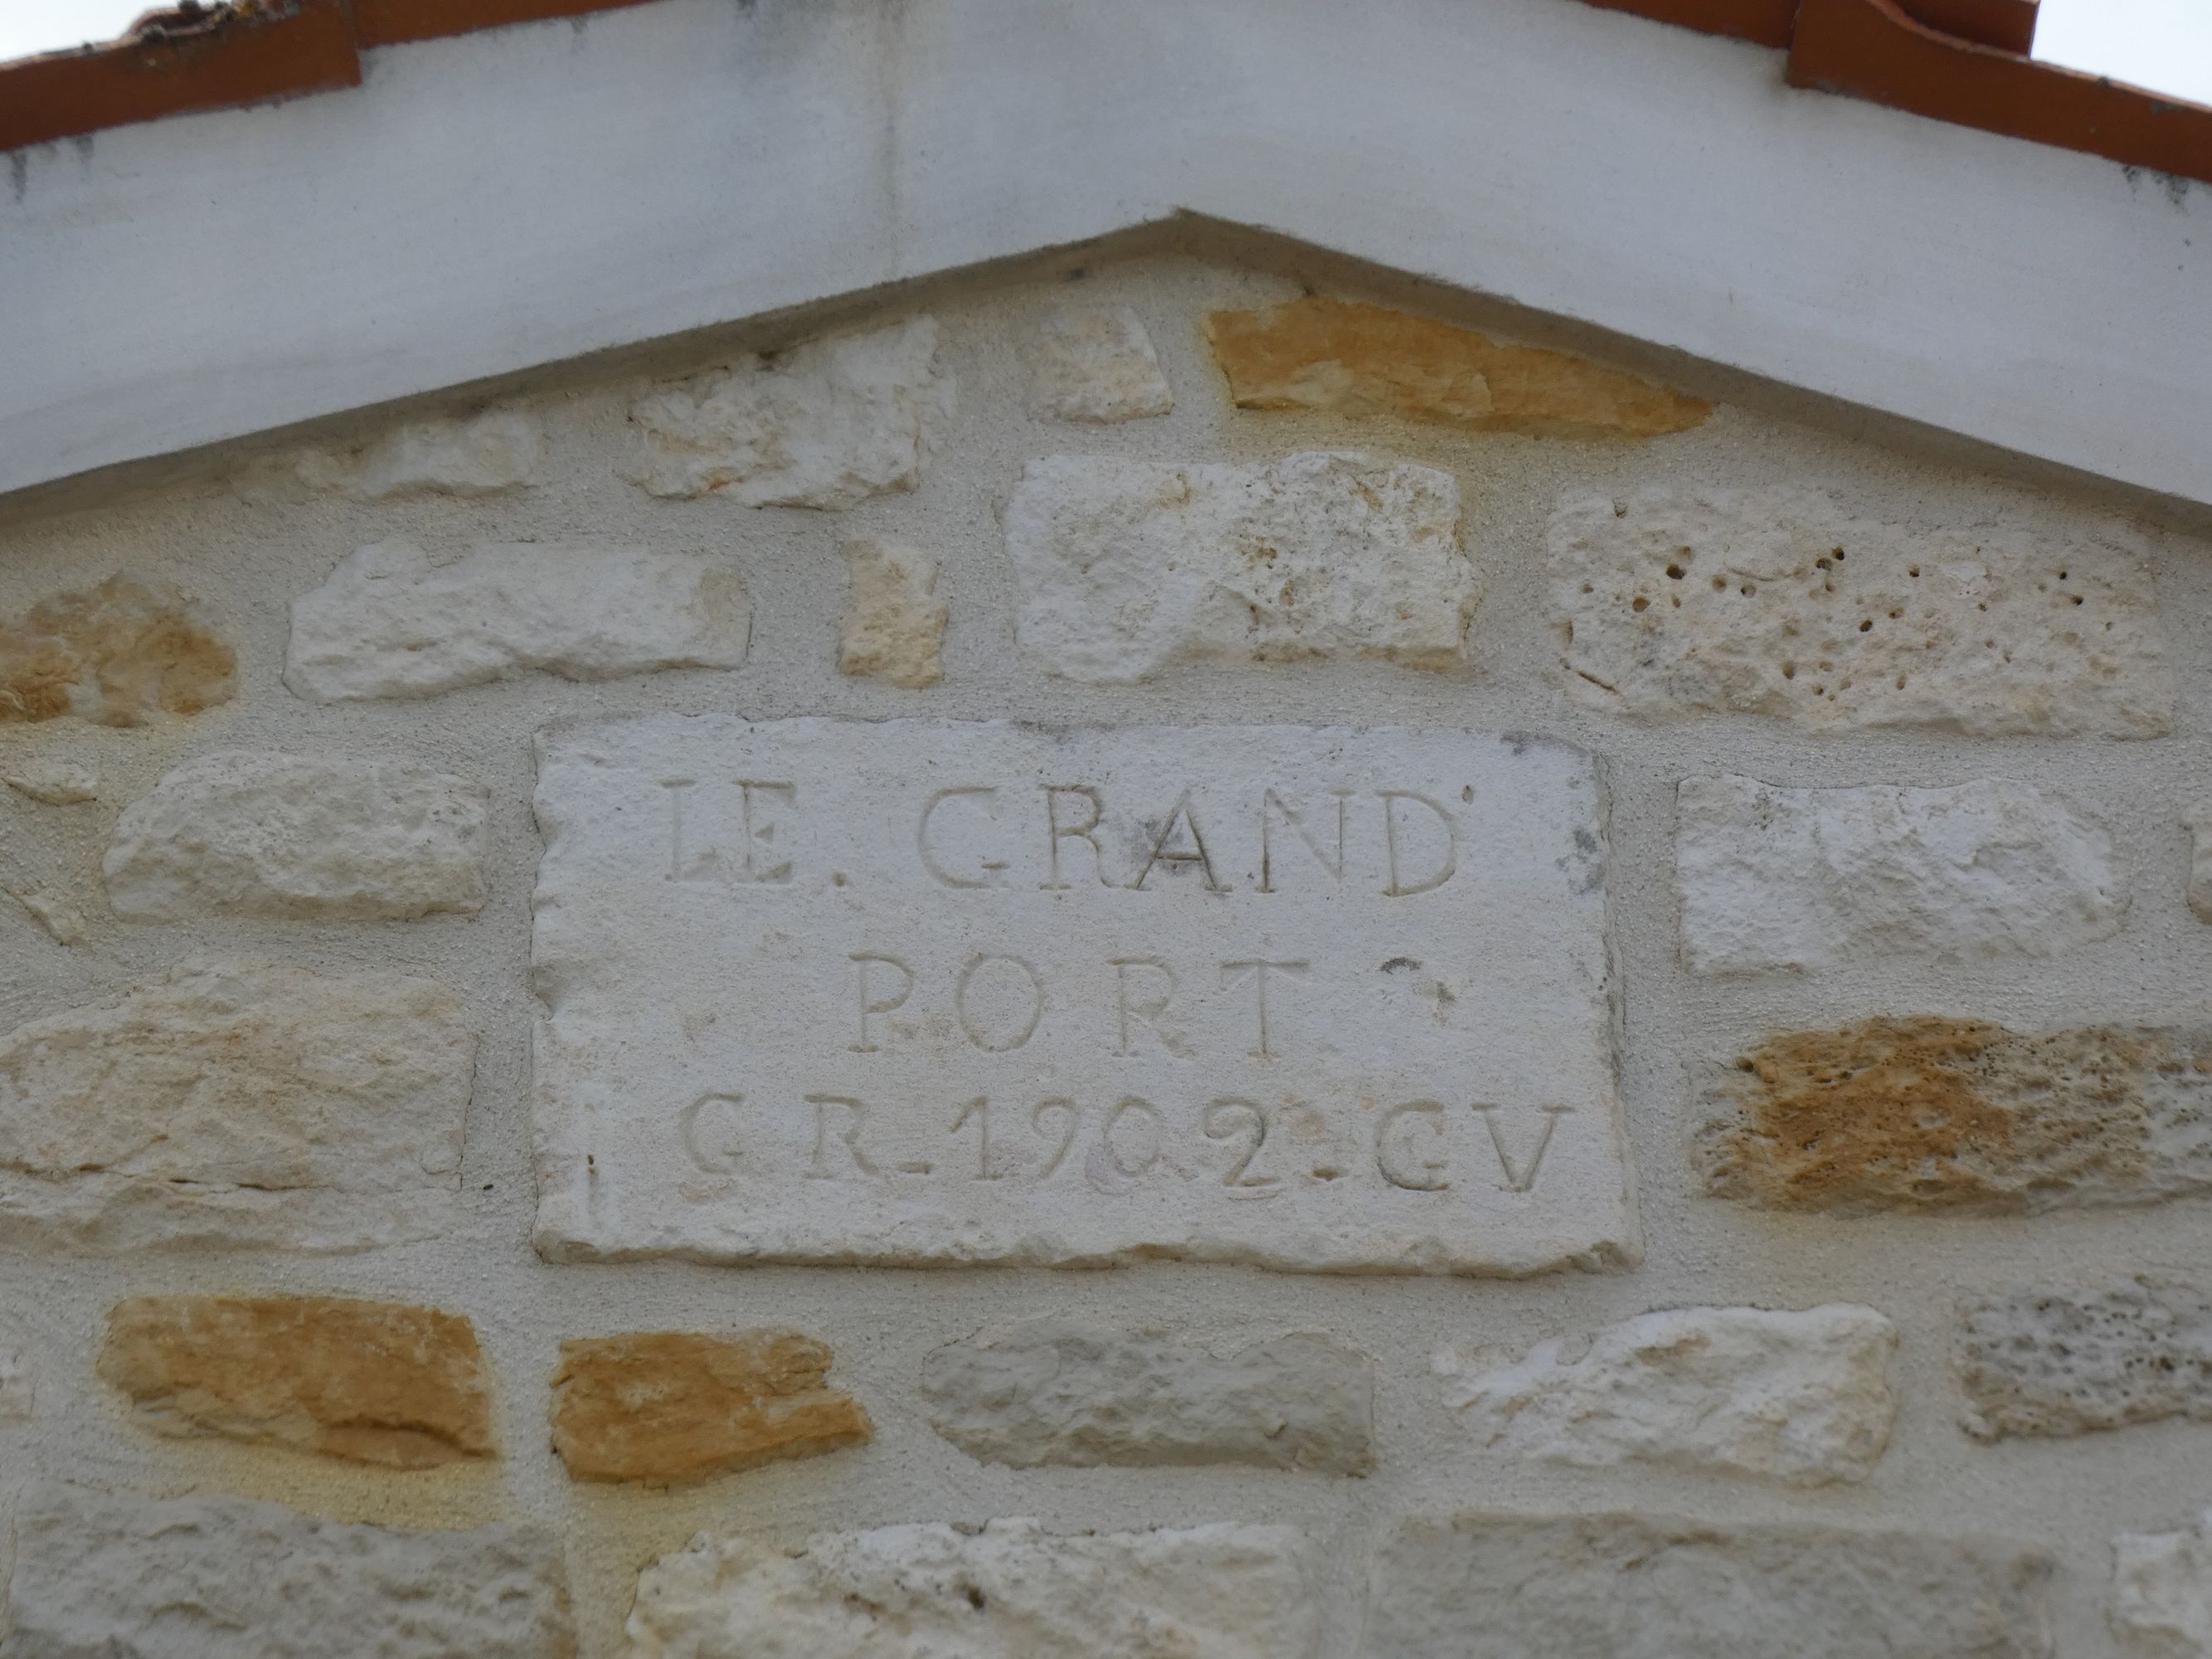 LE. GRAND
PORT
GR-1902-GV